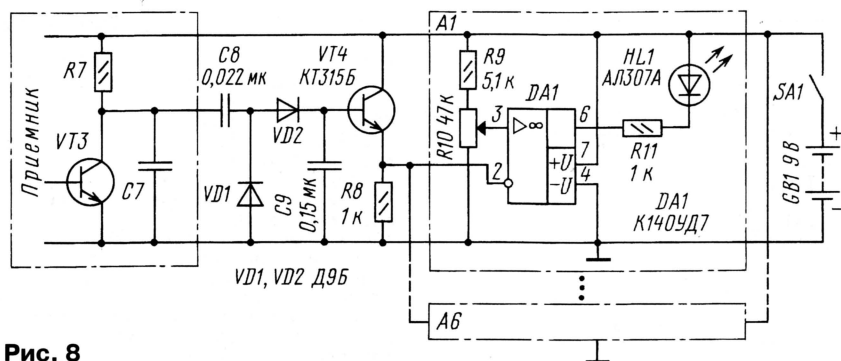 Приемник
R7
VT3
C7
C8
0,022 мк
VD1
VD2
VT4
КТ315Б
C9
0,15 мк
R8
1 к
VD1, VD2 Д9Б
A1
R9
5,1 к
R10 47 к
DA1
▷∞
3
2
6
7
4
+U
−U
R11
1 к
HL1
АЛ307А
DA1
К140УД7
SA1
GB1 9 В
+
−
A6
Рис. 8